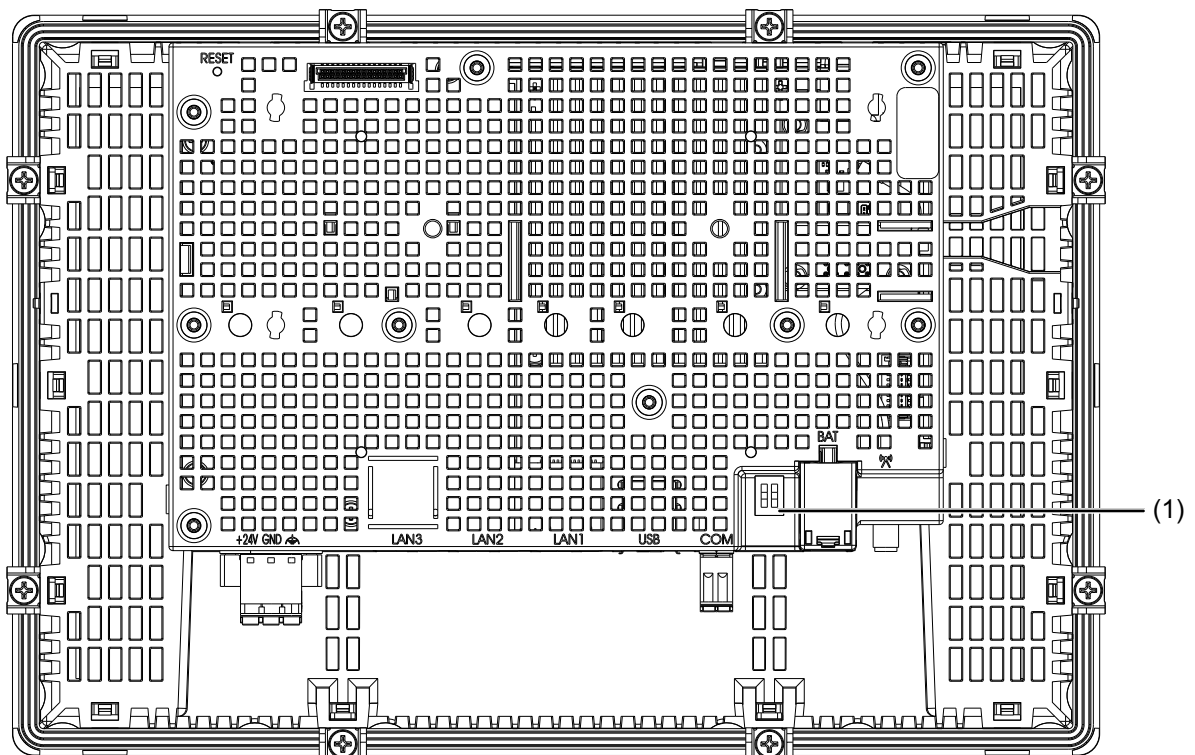 RESET
BAT
(1)
+24V GND
LAN3
LAN2
LAN1
USB
COM